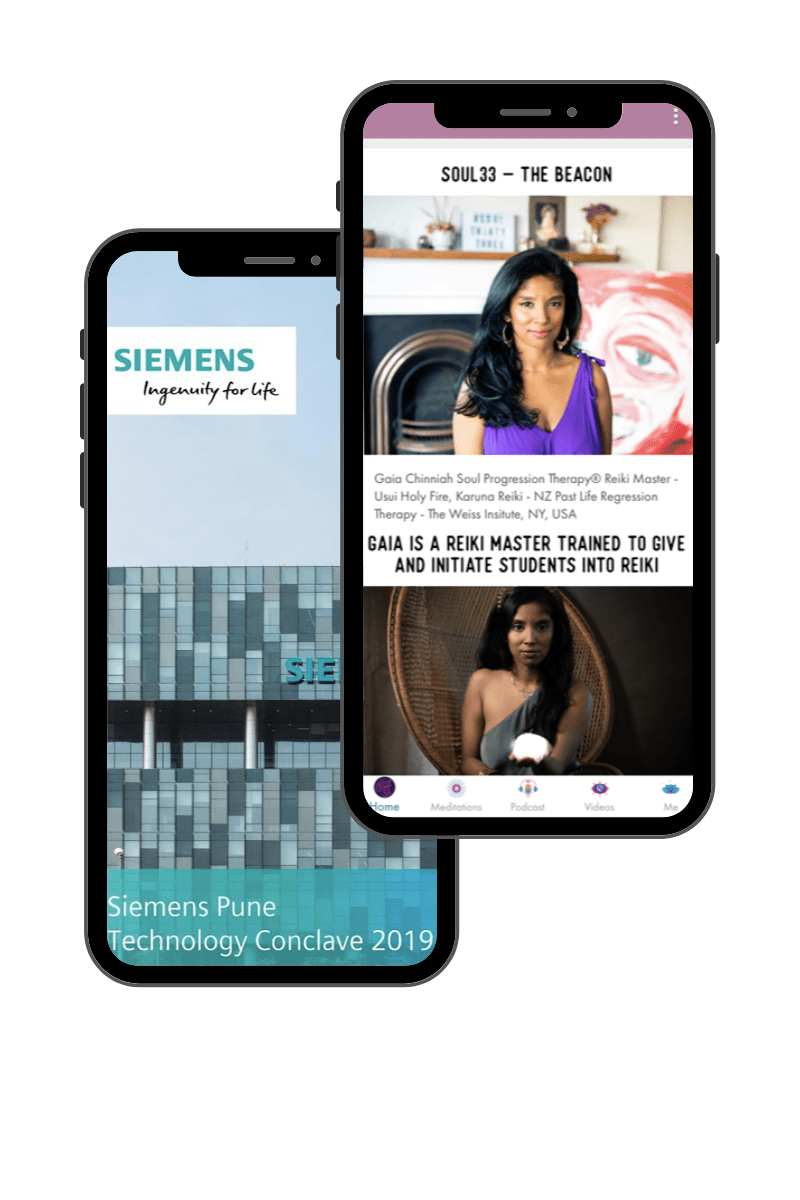 SIEMENS
Ingenuity for life
SIE
Siemens Pune
Technology Conclave 2019
SOUL33 – THE BEACON
#SOUL
THIRTY
THREE
Gaia Chinniah Soul Progression Therapy® Reiki Master -
Usui Holy Fire, Karuna Reiki - NZ Past Life Regression
Therapy - The Weiss Insitute, NY, USA
GAIA IS A REIKI MASTER TRAINED TO GIVE
AND INITIATE STUDENTS INTO REIKI
Home Meditations Podcast Videos Me